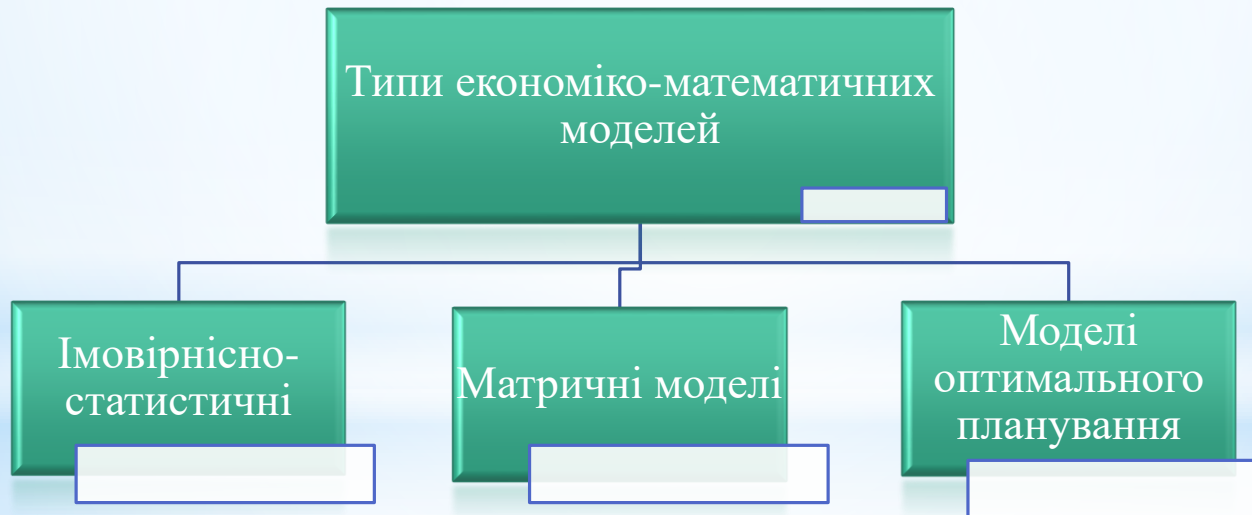 Типи економіко-математичних
моделей
Імовірнісно-
статистичні
Матричні моделі
Моделі
оптимального
планування